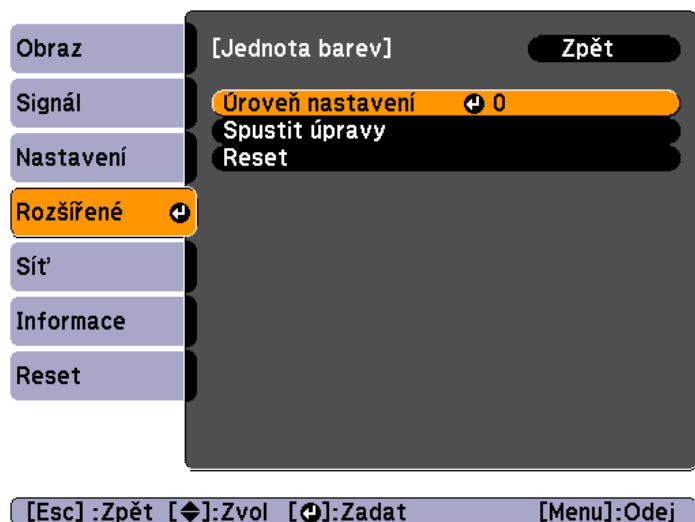 Obraz
Signál
Nastavení
Rozšířené
Síť
Informace
Reset
[Jednota barev] Zpět
Úroveň nastavení 0
Spustit úpravy
Reset
[Esc] :Zpět [◆]:Zvol [↵]:Zadat [Menu]:Odej